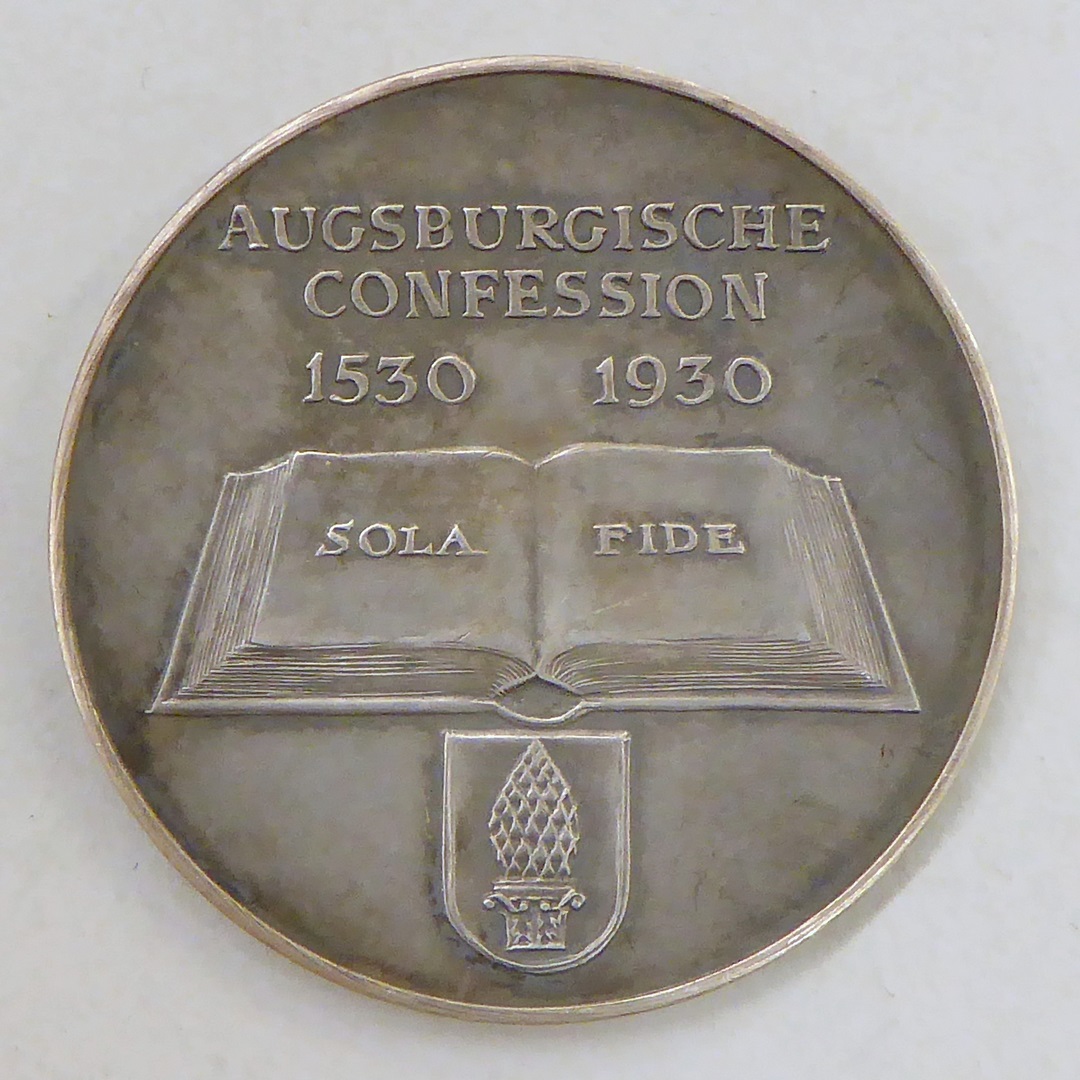 AUGSBURGISCHE
CONFESSION
1530 1930
SOLA FIDE